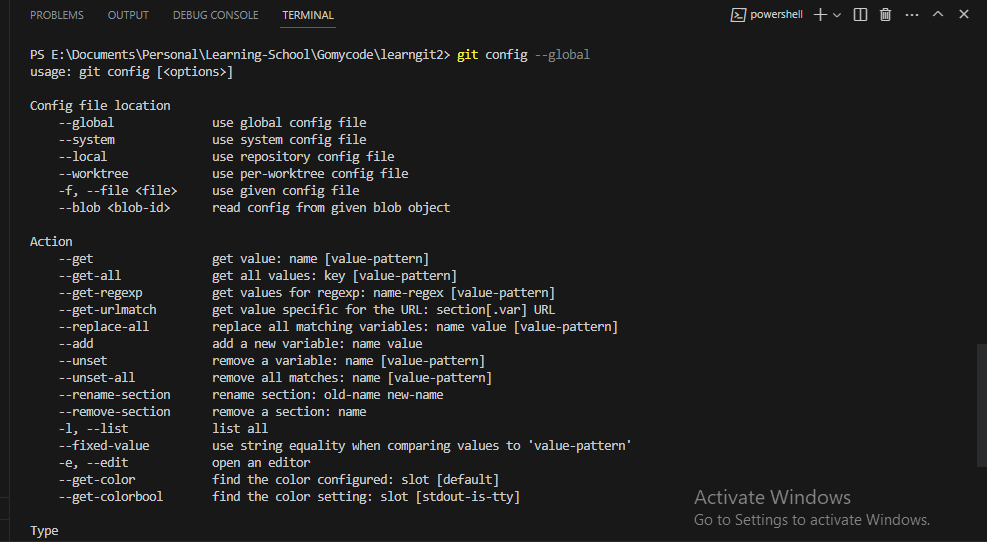 PROBLEMS OUTPUT DEBUG CONSOLE TERMINAL powershell
PS E:\Documents\Personal\Learning-School\Gomycode\learngit2> git config --global
usage: git config [<options>]
Config file location
--global use global config file
--system use system config file
--local use repository config file
--worktree use per-worktree config file
-f, --file <file> use given config file
--blob <blob-id> read config from given blob object
Action
--get get value: name [value-pattern]
--get-all get all values: key [value-pattern]
--get-regexp get values for regexp: name-regex [value-pattern]
--get-urlmatch get value specific for the URL: section[.var] URL
--replace-all replace all matching variables: name value [value-pattern]
--add add a new variable: name value
--unset remove a variable: name [value-pattern]
--unset-all remove all matches: name [value-pattern]
--rename-section rename section: old-name new-name
--remove-section remove a section: name
-l, --list list all
--fixed-value use string equality when comparing values to 'value-pattern'
-e, --edit open an editor
--get-color find the color configured: slot [default]
--get-colorbool find the color setting: slot [stdout-is-tty]
Type
Activate Windows
Go to Settings to activate Windows.